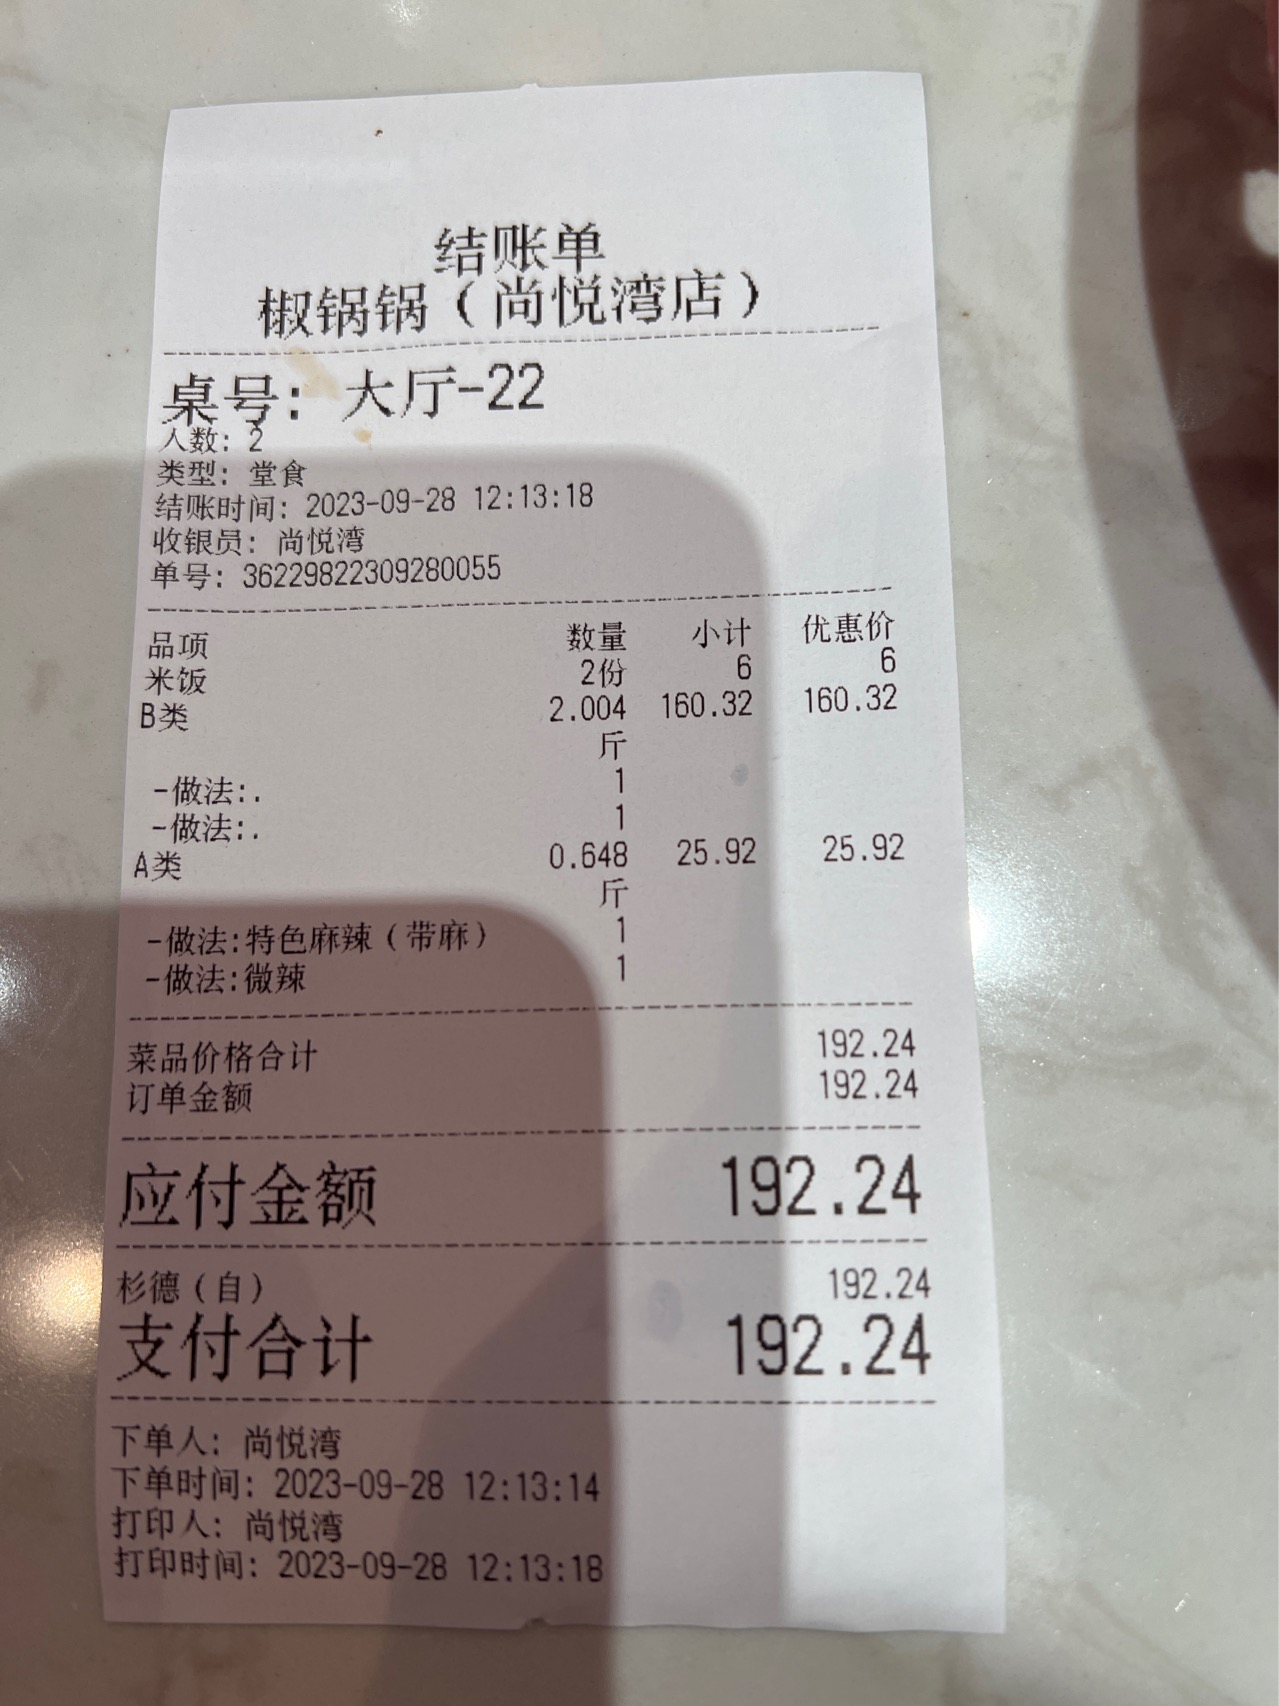 结账单
椒锅锅（尚悦湾店）
桌号：大厅-22
人数：2
类型：堂食
结账时间：2023-09-28 12:13:18
收银员：尚悦湾
单号：36229822309280055
品项 数量 小计 优惠价
米饭 2份 6 6
B类 2.004 160.32 160.32
斤
-做法:. 1
-做法:. 1
A类 0.648 25.92 25.92
斤
-做法:特色麻辣（带麻） 1
-做法:微辣 1
菜品价格合计 192.24
订单金额 192.24
应付金额 192.24
杉德（自） 192.24
支付合计 192.24
下单人：尚悦湾
下单时间：2023-09-28 12:13:14
打印人：尚悦湾
打印时间：2023-09-28 12:13:18